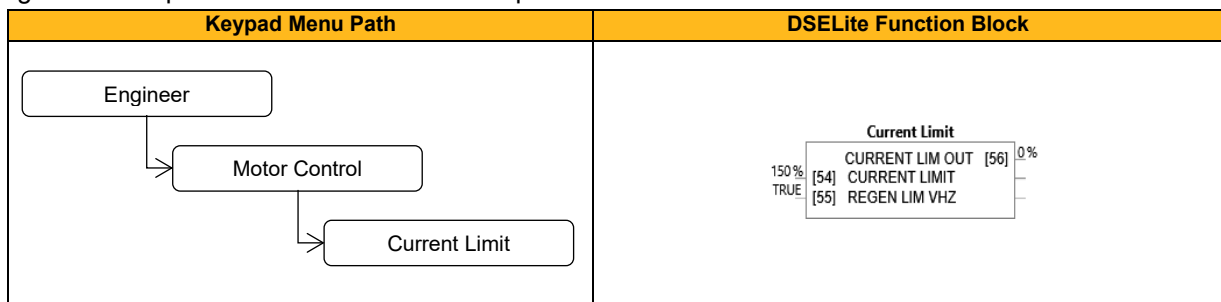 Keypad Menu Path
DSELite Function Block
Engineer
Motor Control
Current Limit
Current Limit
CURRENT LIM OUT [56] 0%
150% [54] CURRENT LIMIT
TRUE [55] REGEN LIM VHZ